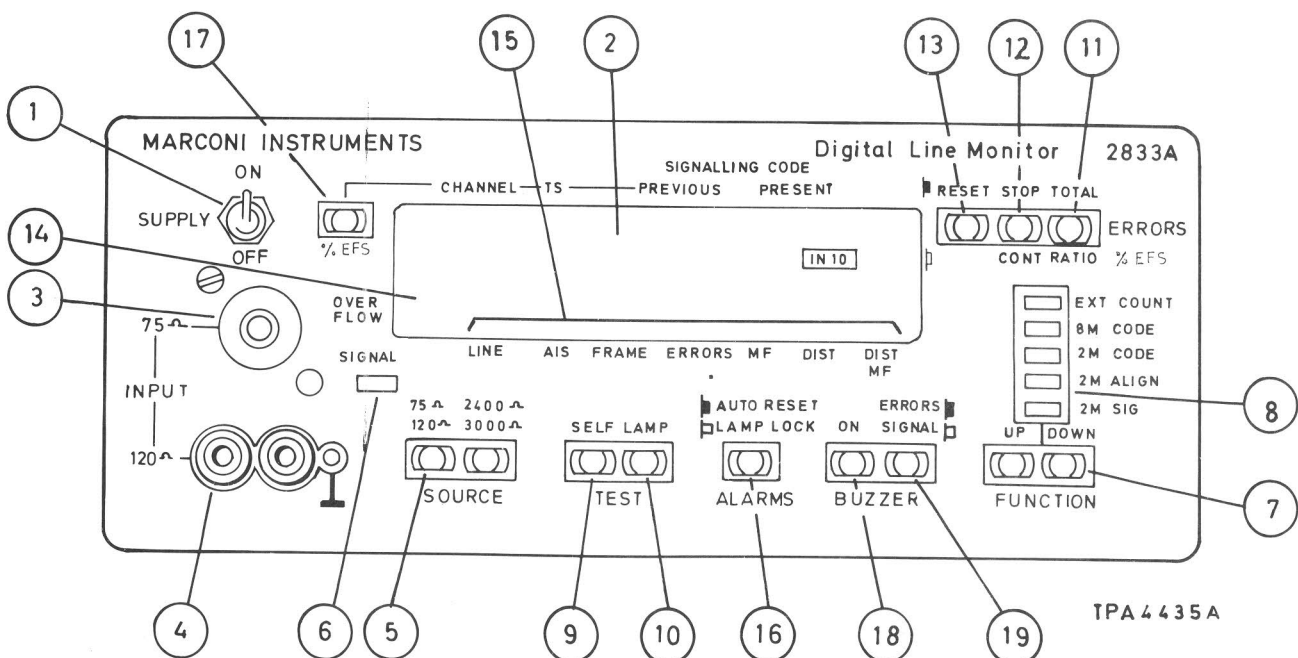 17
15
2
13
12
11
1
MARCONI INSTRUMENTS
Digital Line Monitor 2833A
ON
SUPPLY
OFF
CHANNEL TS
SIGNALLING CODE
PREVIOUS PRESENT
RESET STOP TOTAL
ERRORS
CONT RATIO % EFS
% EFS
14
3
IN 10
OVER
FLOW
75Ω
INPUT
120Ω
SIGNAL
LINE AIS FRAME ERRORS MF DIST DIST
MF
EXT COUNT
8M CODE
2M CODE
2M ALIGN
2M SIG
8
75Ω 2400Ω
120Ω 3000Ω
SOURCE
SELF LAMP
TEST
AUTO RESET
LAMP LOCK
ALARMS
ERRORS
ON SIGNAL
BUZZER
UP DOWN
FUNCTION
7
4
6
5
9
10
16
18
19
TPA4435A